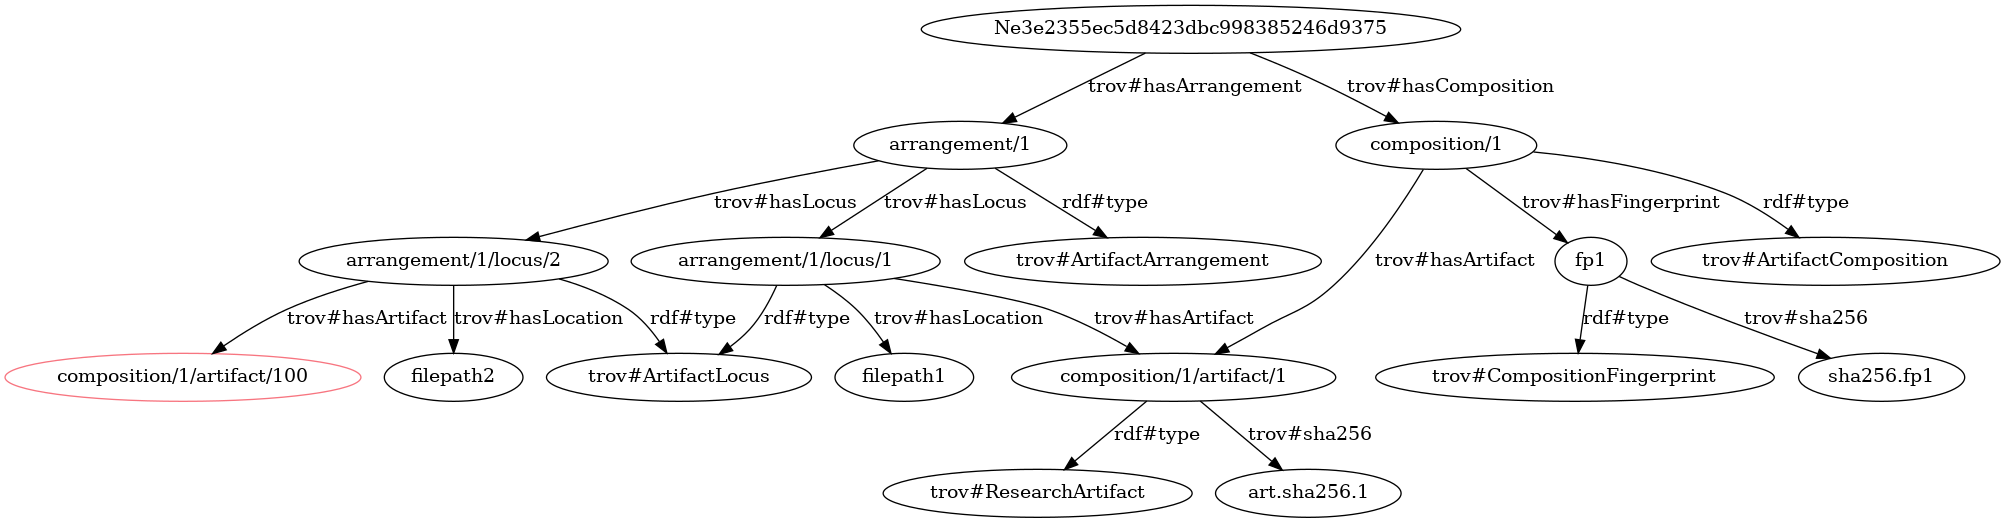 Ne3e2355ec5d8423dbc998385246d9375
trov#hasArrangement
trov#hasComposition
arrangement/1
composition/1
trov#hasLocus
trov#hasLocus
rdf#type
trov#hasFingerprint
rdf#type
arrangement/1/locus/2
arrangement/1/locus/1
trov#ArtifactArrangement
trov#hasArtifact
fp1
trov#ArtifactComposition
trov#hasArtifact
trov#hasLocation
rdf#type
rdf#type
trov#hasLocation
trov#hasArtifact
rdf#type
trov#sha256
composition/1/artifact/100
filepath2
trov#ArtifactLocus
filepath1
composition/1/artifact/1
trov#CompositionFingerprint
sha256.fp1
rdf#type
trov#sha256
trov#ResearchArtifact
art.sha256.1